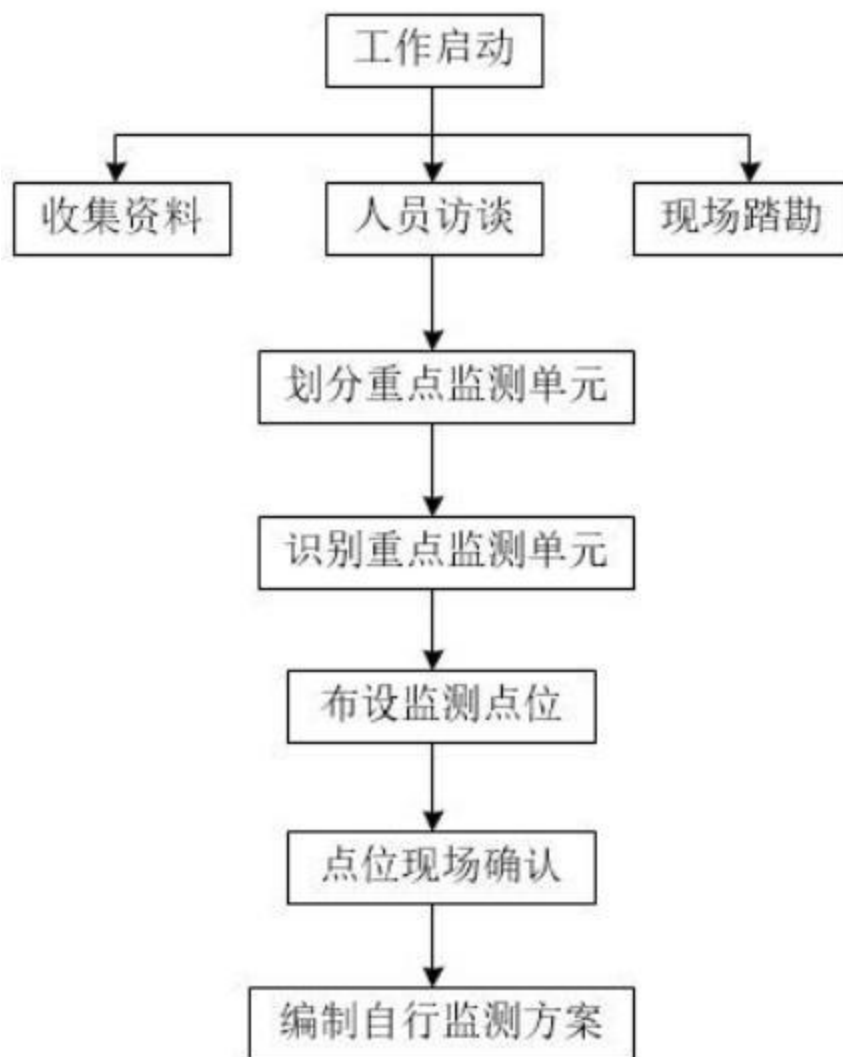 工作启动
收集资料
人员访谈
现场踏勘
划分重点监测单元
识别重点监测单元
布设监测点位
点位现场确认
编制自行监测方案